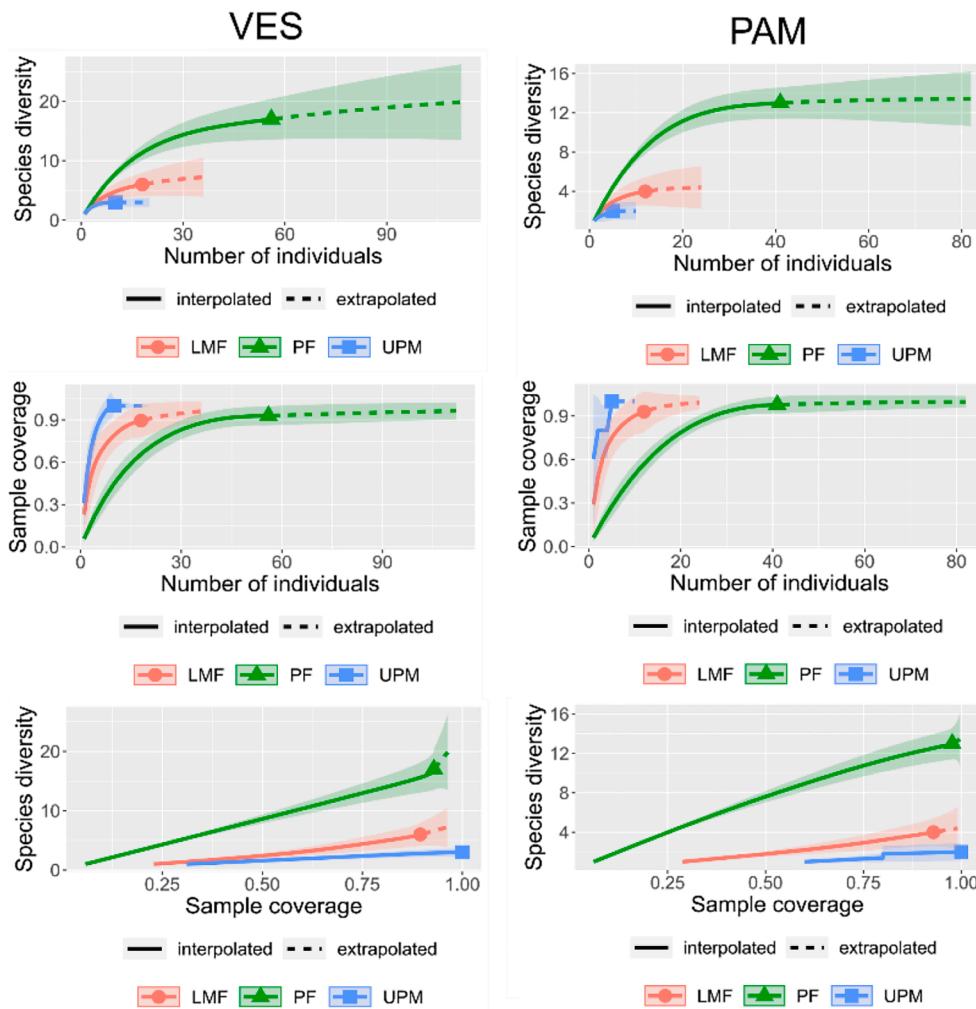 VES
PAM
Species diversity
20
10
0
0
30
60
90
Number of individuals
interpolated
extrapolated
LMF
PF
UPM
Species diversity
16
12
8
4
0
20
40
60
80
Number of individuals
interpolated
extrapolated
LMF
PF
UPM
Sample coverage
0.9
0.6
0.3
0.0
0
30
60
90
Number of individuals
interpolated
extrapolated
LMF
PF
UPM
Sample coverage
0.9
0.6
0.3
0.0
0
20
40
60
80
Number of individuals
interpolated
extrapolated
LMF
PF
UPM
Species diversity
20
10
0
0.25
0.50
0.75
1.00
Sample coverage
interpolated
extrapolated
LMF
PF
UPM
Species diversity
16
12
8
4
0.25
0.50
0.75
1.00
Sample coverage
interpolated
extrapolated
LMF
PF
UPM